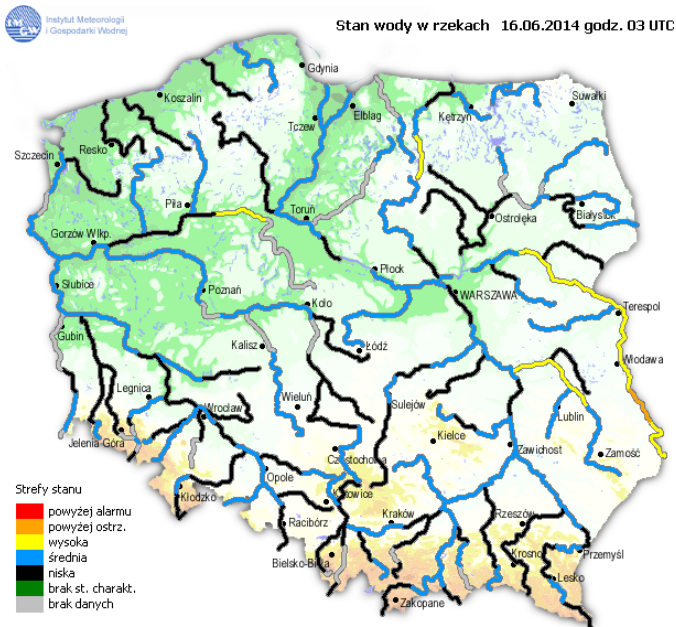 IMGW
Instytut Meteorologii
i Gospodarki Wodnej
Stan wody w rzekach 16.06.2014 godz. 03 UTC
Gdynia
Koszalin
Suwałki
Elbląg
Kętrzyn
Tczew
Resko
Szczecin
Piła
Toruń
Białystok
Ostrołęka
Gorzów Wlkp.
Płock
Słubice
Poznań
WARSZAWA
Koło
Terespol
Gubin
Kalisz
Łódź
Włodawa
Legnica
Wieluń
Sulejów
Wrocław
Lublin
Jelenia Góra
Kielce
Zawichost
Zamość
Częstochowa
Opole
Kłodzko
Katowice
Racibórz
Kraków
Rzeszów
Bielsko-Biała
Krosno
Przemyśl
Lesko
Zakopane
Strefy stanu
powyżej alarmu
powyżej ostrz.
wysoka
średnia
niska
brak st. charakt.
brak danych